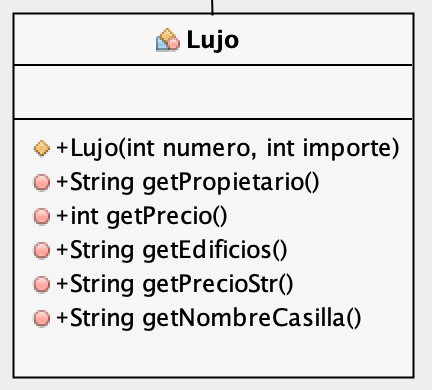 Lujo
+Lujo(int numero, int importe)
+String getPropietario()
+int getPrecio()
+String getEdificios()
+String getPrecioStr()
+String getNombreCasilla()